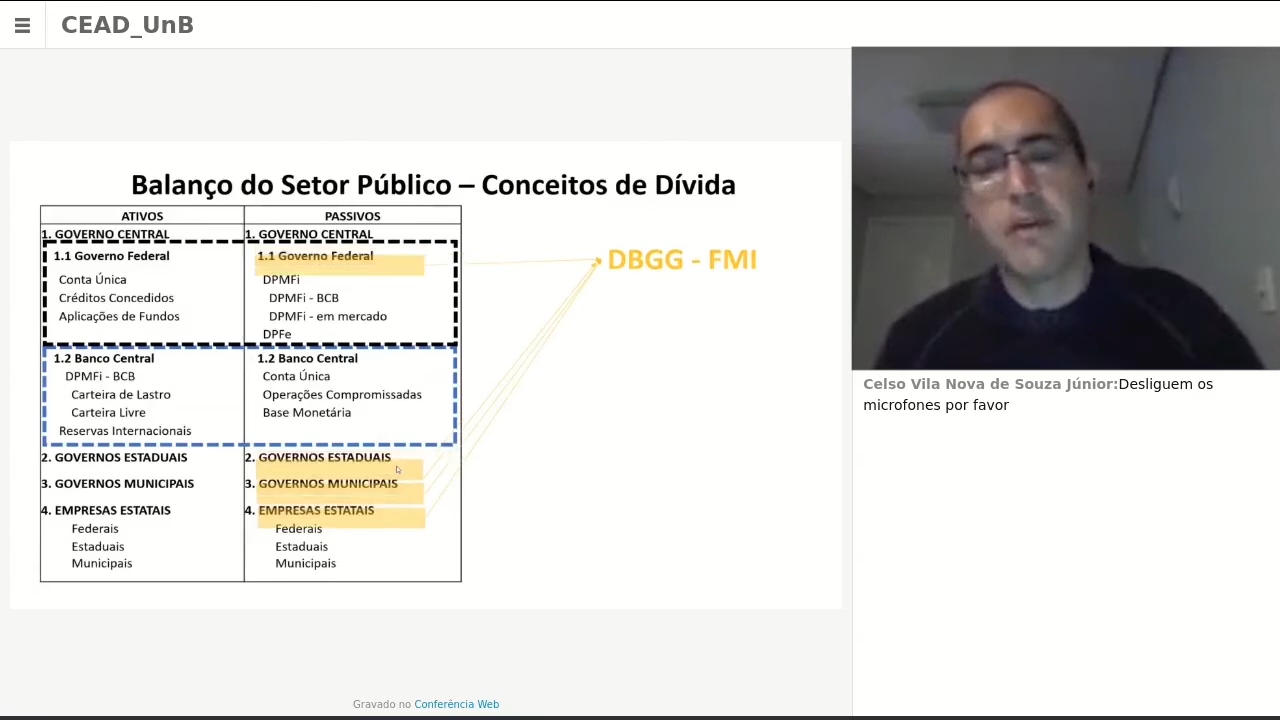 CEAD_UnB
Balanço do Setor Público – Conceitos de Dívida
ATIVOS PASSIVOS
1. GOVERNO CENTRAL 1. GOVERNO CENTRAL
1.1 Governo Federal 1.1 Governo Federal
Conta Única DPMFi
Créditos Concedidos DPMFi - BCB
Aplicações de Fundos DPMFi - em mercado
DPFe
1.2 Banco Central 1.2 Banco Central
DPMFi - BCB Conta Única
Carteira de Lastro Operações Compromissadas
Carteira Livre Base Monetária
Reservas Internacionais
2. GOVERNOS ESTADUAIS 2. GOVERNOS ESTADUAIS
3. GOVERNOS MUNICIPAIS 3. GOVERNOS MUNICIPAIS
4. EMPRESAS ESTATAIS 4. EMPRESAS ESTATAIS
Federais Federais
Estaduais Estaduais
Municipais Municipais
DBGG - FMI
Celso Vila Nova de Souza Júnior:Desliguem os
microfones por favor
Gravado no Conferência Web